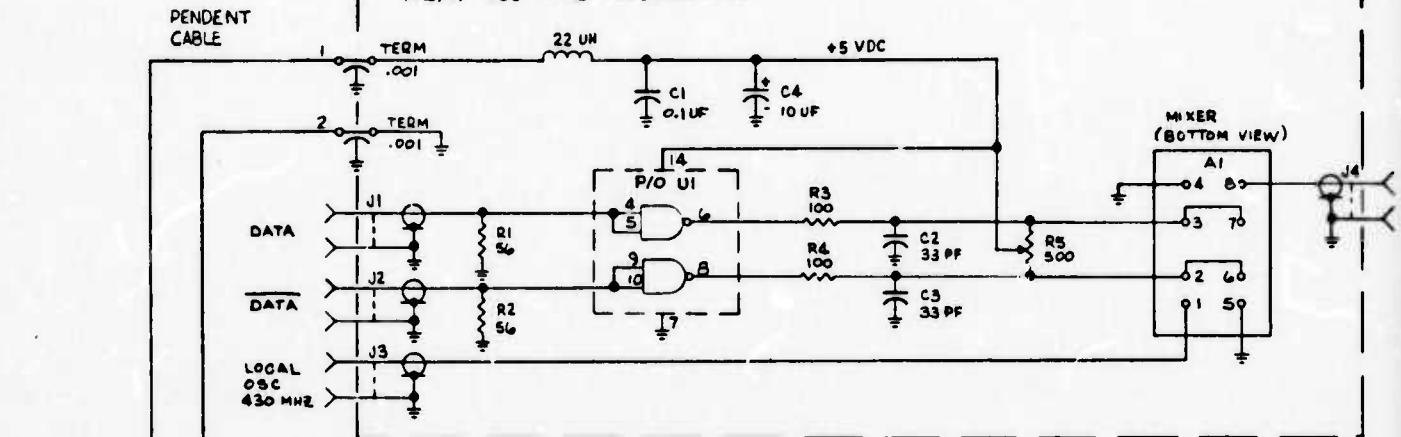 PENDENT
CABLE
1
TERM
.001
22 UH
+5 VDC
C1
0.1UF
+
C4
- 10UF
2
TERM
.001
MIXER
(BOTTOM VIEW)
A1
14
P/O U1
4
5
6
R3
100
4 8
J4
DATA
J1
R1
56
C2
33 PF
R5
500
3 7
R4
100
9
10
8
2 6
DATA
J2
R2
56
7
C3
33 PF
1 5
LOCAL
OSC
430 MHZ
J3